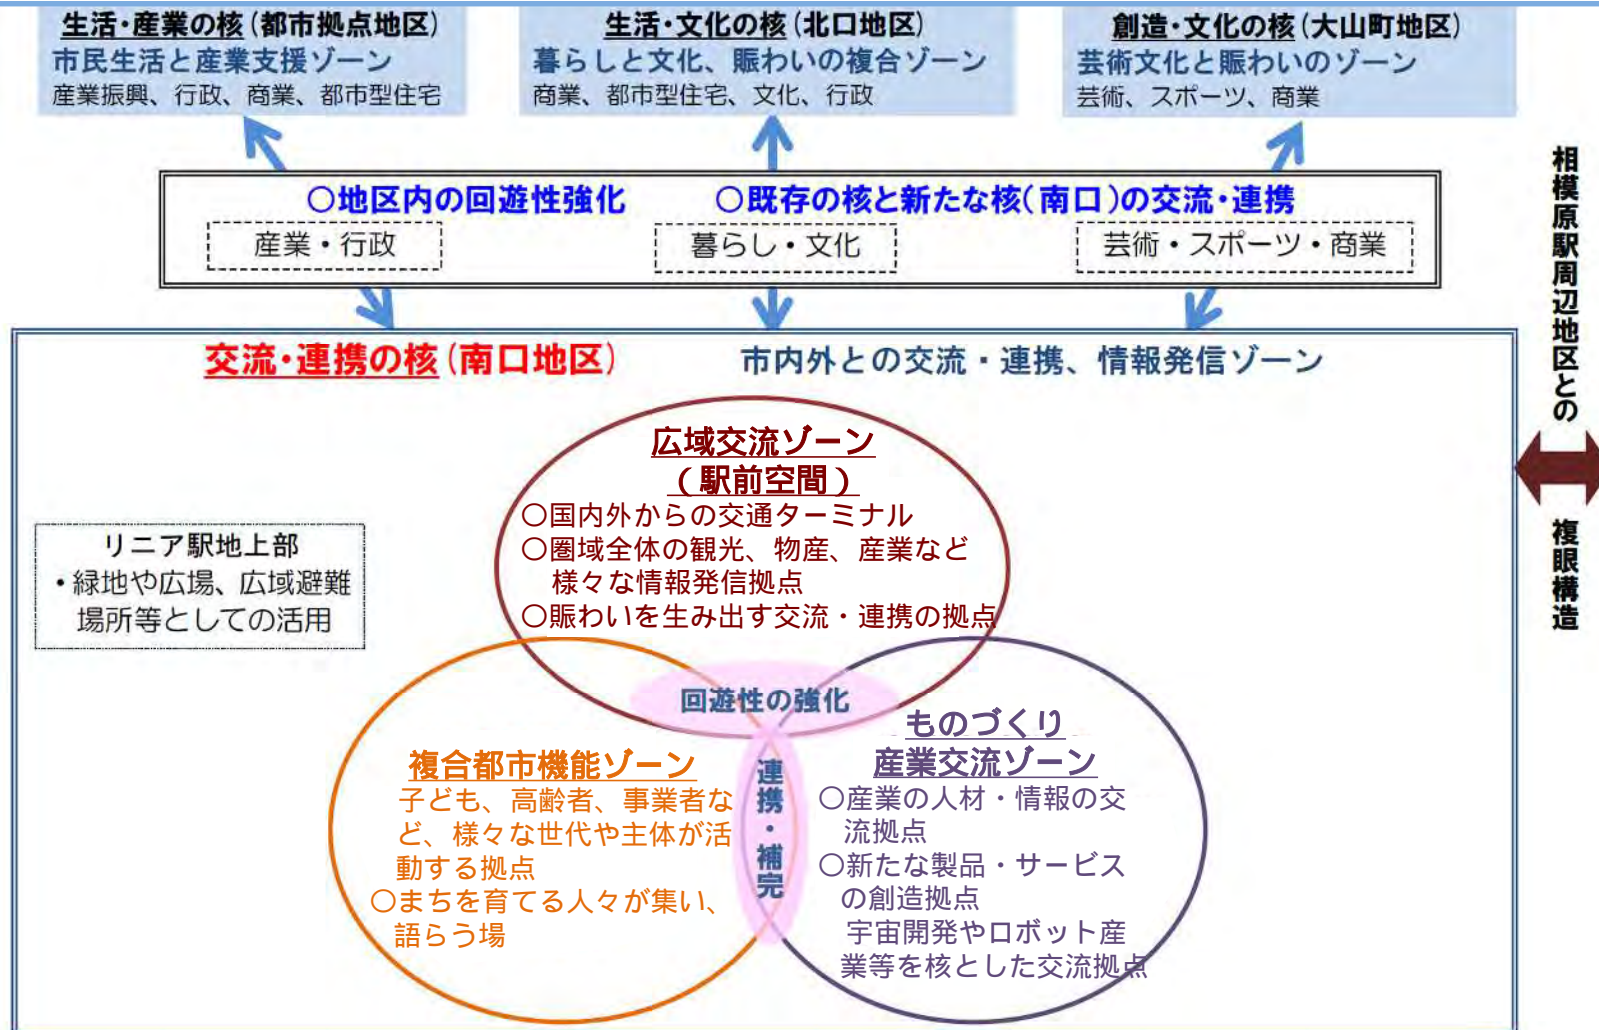 生活・産業の核(都市拠点地区)
市民生活と産業支援ゾーン
産業振興、行政、商業、都市型住宅
生活・文化の核(北口地区)
暮らしと文化、賑わいの複合ゾーン
商業、都市型住宅、文化、行政
創造・文化の核(大山町地区)
芸術文化と賑わいのゾーン
芸術、スポーツ、商業
○地区内の回遊性強化
○既存の核と新たな核(南口)の交流・連携
産業・行政
暮らし・文化
芸術・スポーツ・商業
相模原駅周辺地区との
複眼構造
交流・連携の核(南口地区)
市内外との交流・連携、情報発信ゾーン
広域交流ゾーン
(駅前空間)
○国内外からの交通ターミナル
○圏域全体の観光、物産、産業など
様々な情報発信拠点
○賑わいを生み出す交流・連携の拠点
リニア駅地上部
・緑地や広場、広域避難
場所等としての活用
回遊性の強化
連携・補完
複合都市機能ゾーン
子ども、高齢者、事業者な
ど、様々な世代や主体が活
動する拠点
○まちを育てる人々が集い、
語らう場
ものづくり
産業交流ゾーン
○産業の人材・情報の交
流拠点
○新たな製品・サービス
の創造拠点
宇宙開発やロボット産
業等を核とした交流拠点